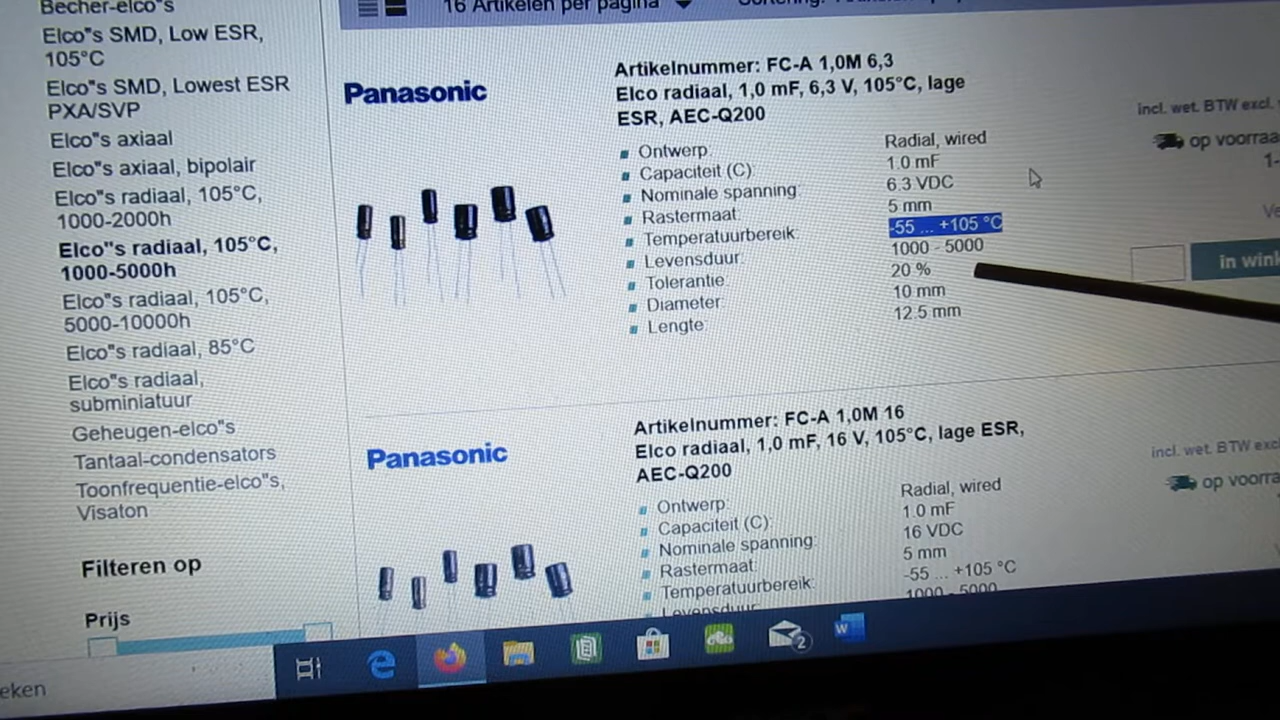 Becher-elco"s
Elco"s SMD, Low ESR,
105°C
Elco"s SMD, Lowest ESR
PXA/SVP
Elco"s axiaal
Elco"s axiaal, bipolair
Elco"s radiaal, 105°C,
1000-2000h
Elco"s radiaal, 105°C,
1000-5000h
Elco"s radiaal, 105°C,
5000-10000h
Elco"s radiaal, 85°C
Elco"s radiaal,
subminiatuur
Geheugen-elco"s
Tantaal-condensators
Toonfrequentie-elco"s,
Visaton
Filteren op
Prijs
eken
16 Artikelen per pagina
Panasonic
Artikelnummer: FC-A 1,0M 6,3
Elco radiaal, 1,0 mF, 6,3 V, 105°C, lage
ESR, AEC-Q200
Ontwerp: Radial, wired
Capaciteit (C): 1.0 mF
Nominale spanning: 6.3 VDC
Rastermaat: 5 mm
Temperatuurbereik: -55 ... +105 °C
Levensduur: 1000 - 5000
Tolerantie: 20 %
Diameter: 10 mm
Lengte 12.5 mm
incl. wet. BTW excl.
op voorraa
1-
Ve
In wink
Panasonic
Artikelnummer: FC-A 1,0M 16
Elco radiaal, 1,0 mF, 16 V, 105°C, lage ESR,
AEC-Q200
Ontwerp: Radial, wired
Capaciteit (C): 1.0 mF
Nominale spanning: 16 VDC
Rastermaat: 5 mm
Temperatuurbereik: -55 ... +105 °C
Levensduur: 1000 - 5000
incl. wet. BTW exc
op voorra
2